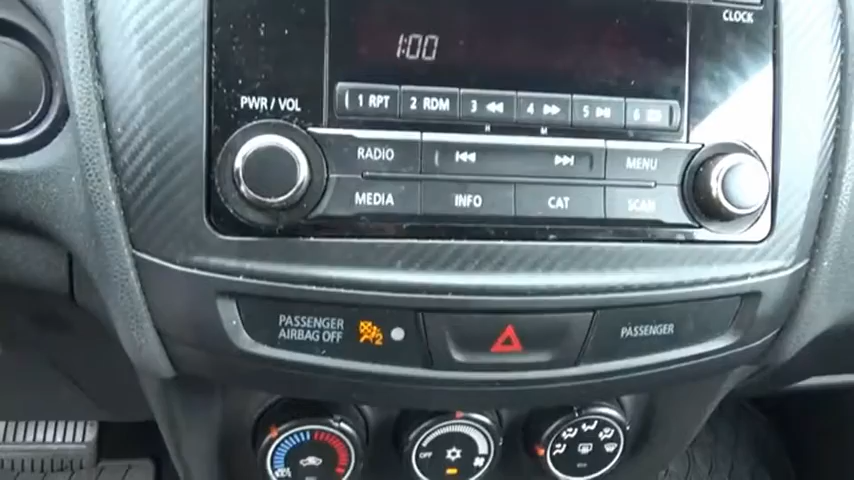 CLOCK
1:00
1 RPT 2 RDM 3 4 5 6
PWR / VOL
RADIO MENU
MEDIA INFO CAT SCAN
PASSENGER
AIRBAG OFF
2
PASSENGER
OFF